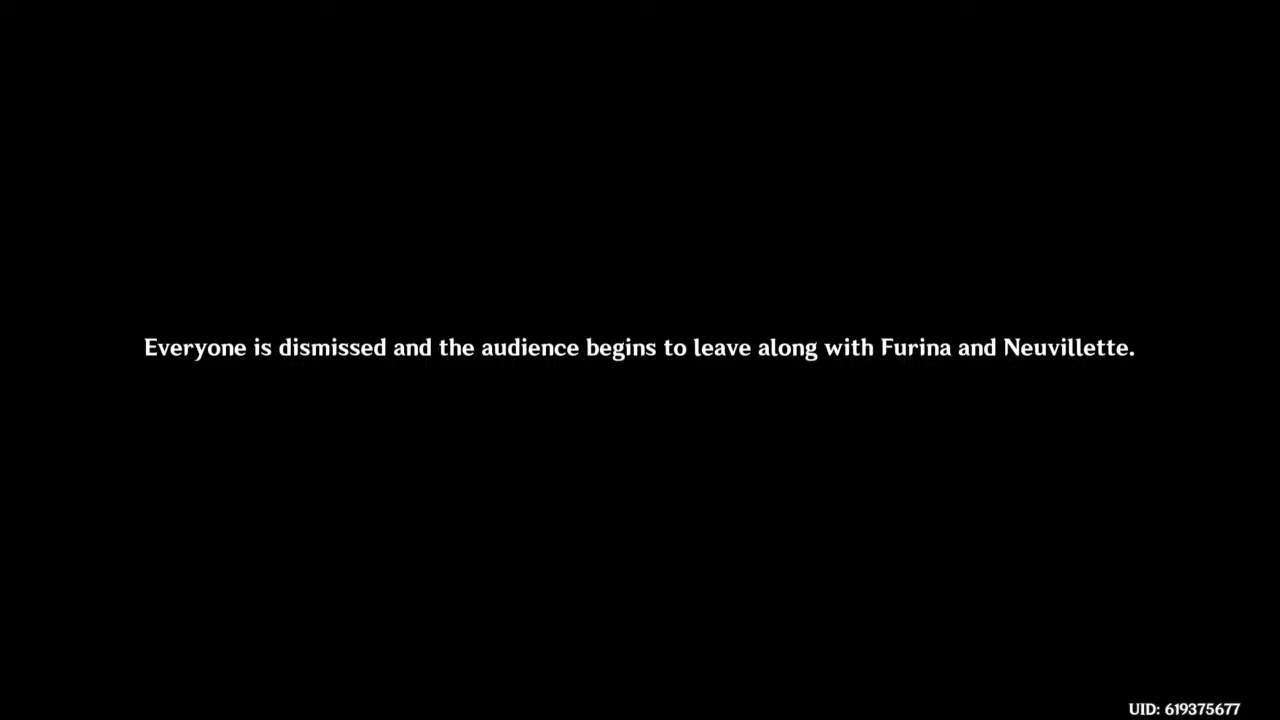 Everyone is dismissed and the audience begins to leave along with Furina and Neuvillette.
UID: 619375677